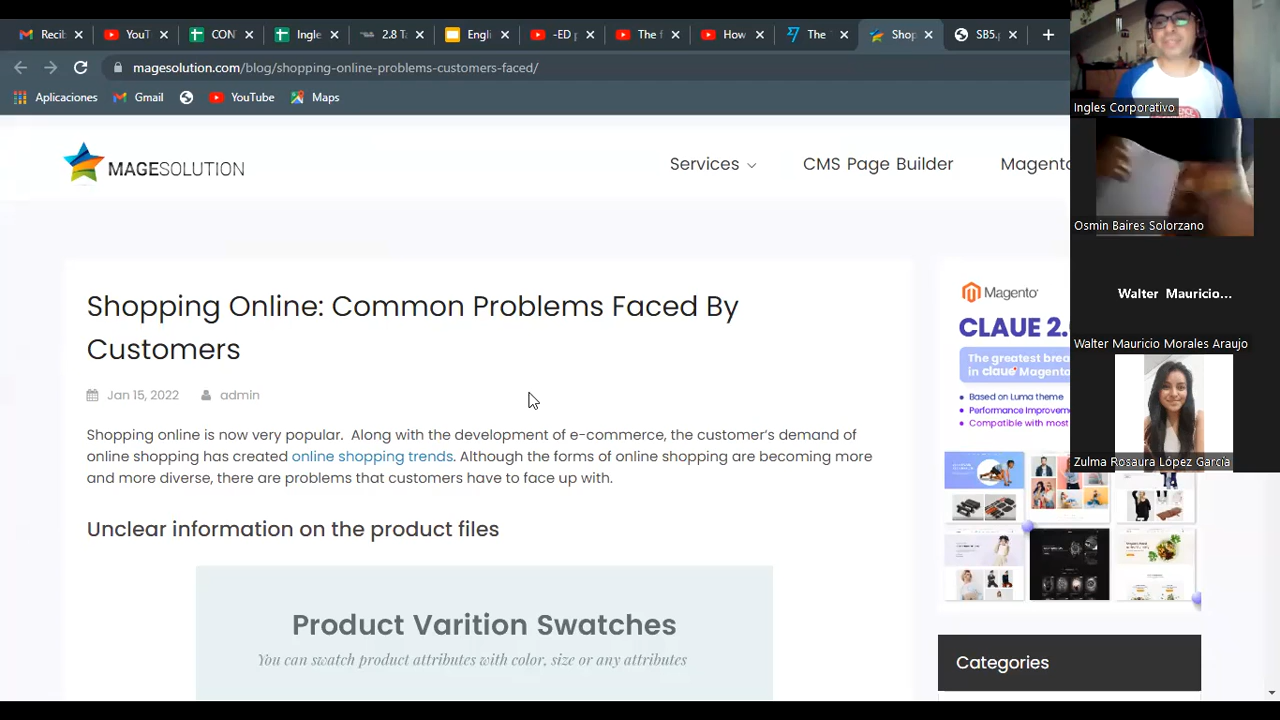 Recib
YouT
CON
Ingle
2.8 Ta
Engli
-ED p
The f
How
The
Shop
SB5.p
magesolution.com/blog/shopping-online-problems-customers-faced/
Aplicaciones
Gmail
YouTube
Maps
MAGESOLUTION
Services
CMS Page Builder
Magento
Shopping Online: Common Problems Faced By
Customers
Jan 15, 2022
admin
Shopping online is now very popular. Along with the development of e-commerce, the customer's demand of
online shopping has created online shopping trends. Although the forms of online shopping are becoming more
and more diverse, there are problems that customers have to face up with.
Unclear information on the product files
Product Varition Swatches
You can swatch product attributes with color, size or any attributes
Magento
CLAUE 2.
The greatest brea
in claue Magento
Based on Luma theme
Performance Improvem
Compatible with most
Categories
Ingles Corporativo
Osmin Baires Solorzano
Walter Mauricio...
Walter Mauricio Morales Araujo
Zulma Rosaura López García